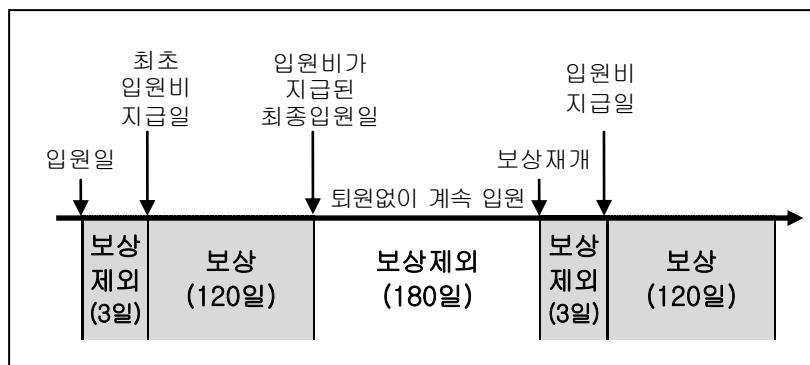 최초
입원비
지급일
입원비가
지급된
최종입원일
입원비
지급일
입원일
보상재개
퇴원없이 계속 입원
보상
제외
(3일)
보상
(120일)
보상제외
(180일)
보상
제외
(3일)
보상
(120일)